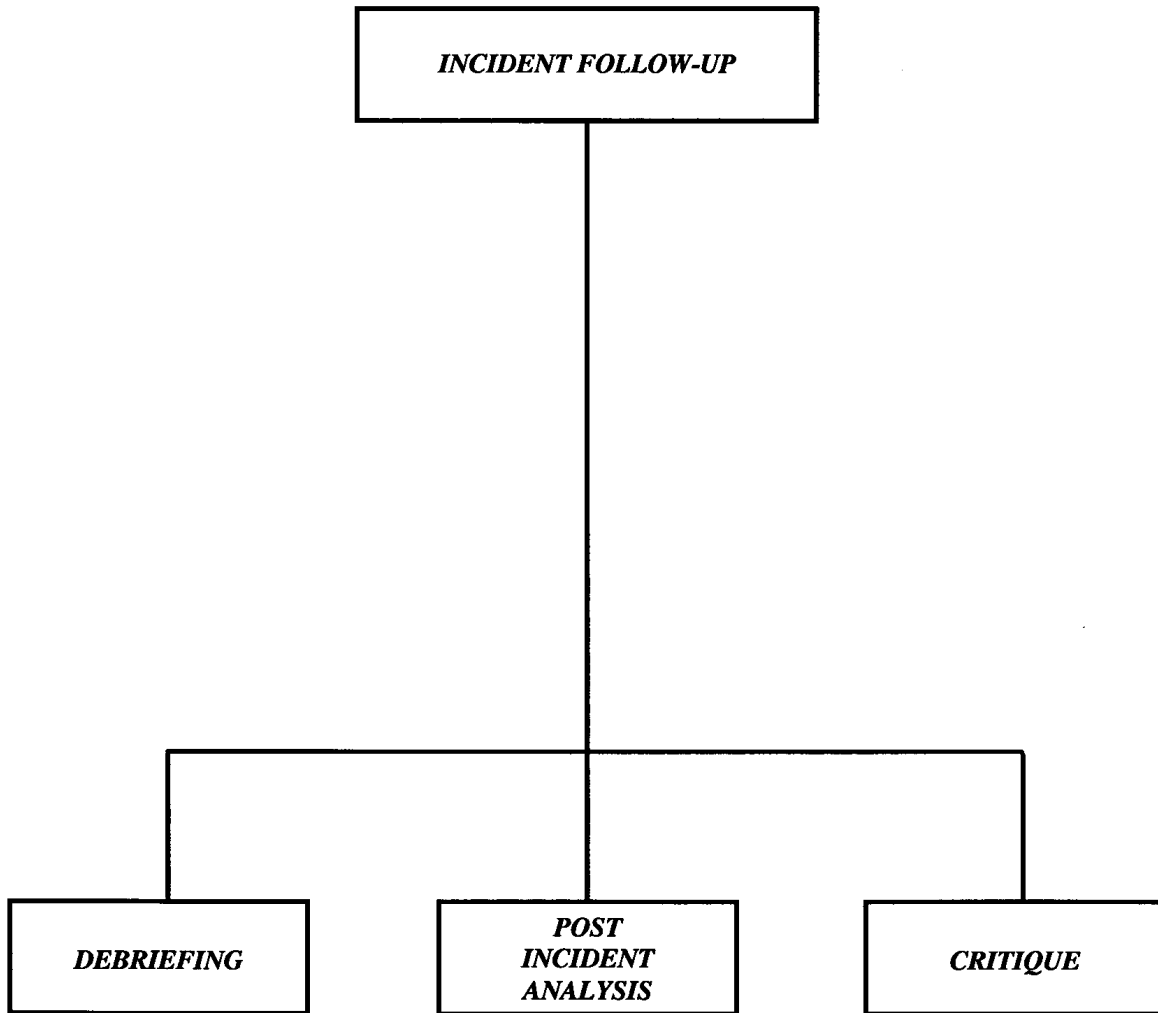 INCIDENT FOLLOW-UP
DEBRIEFING
POST
INCIDENT
ANALYSIS
CRITIQUE